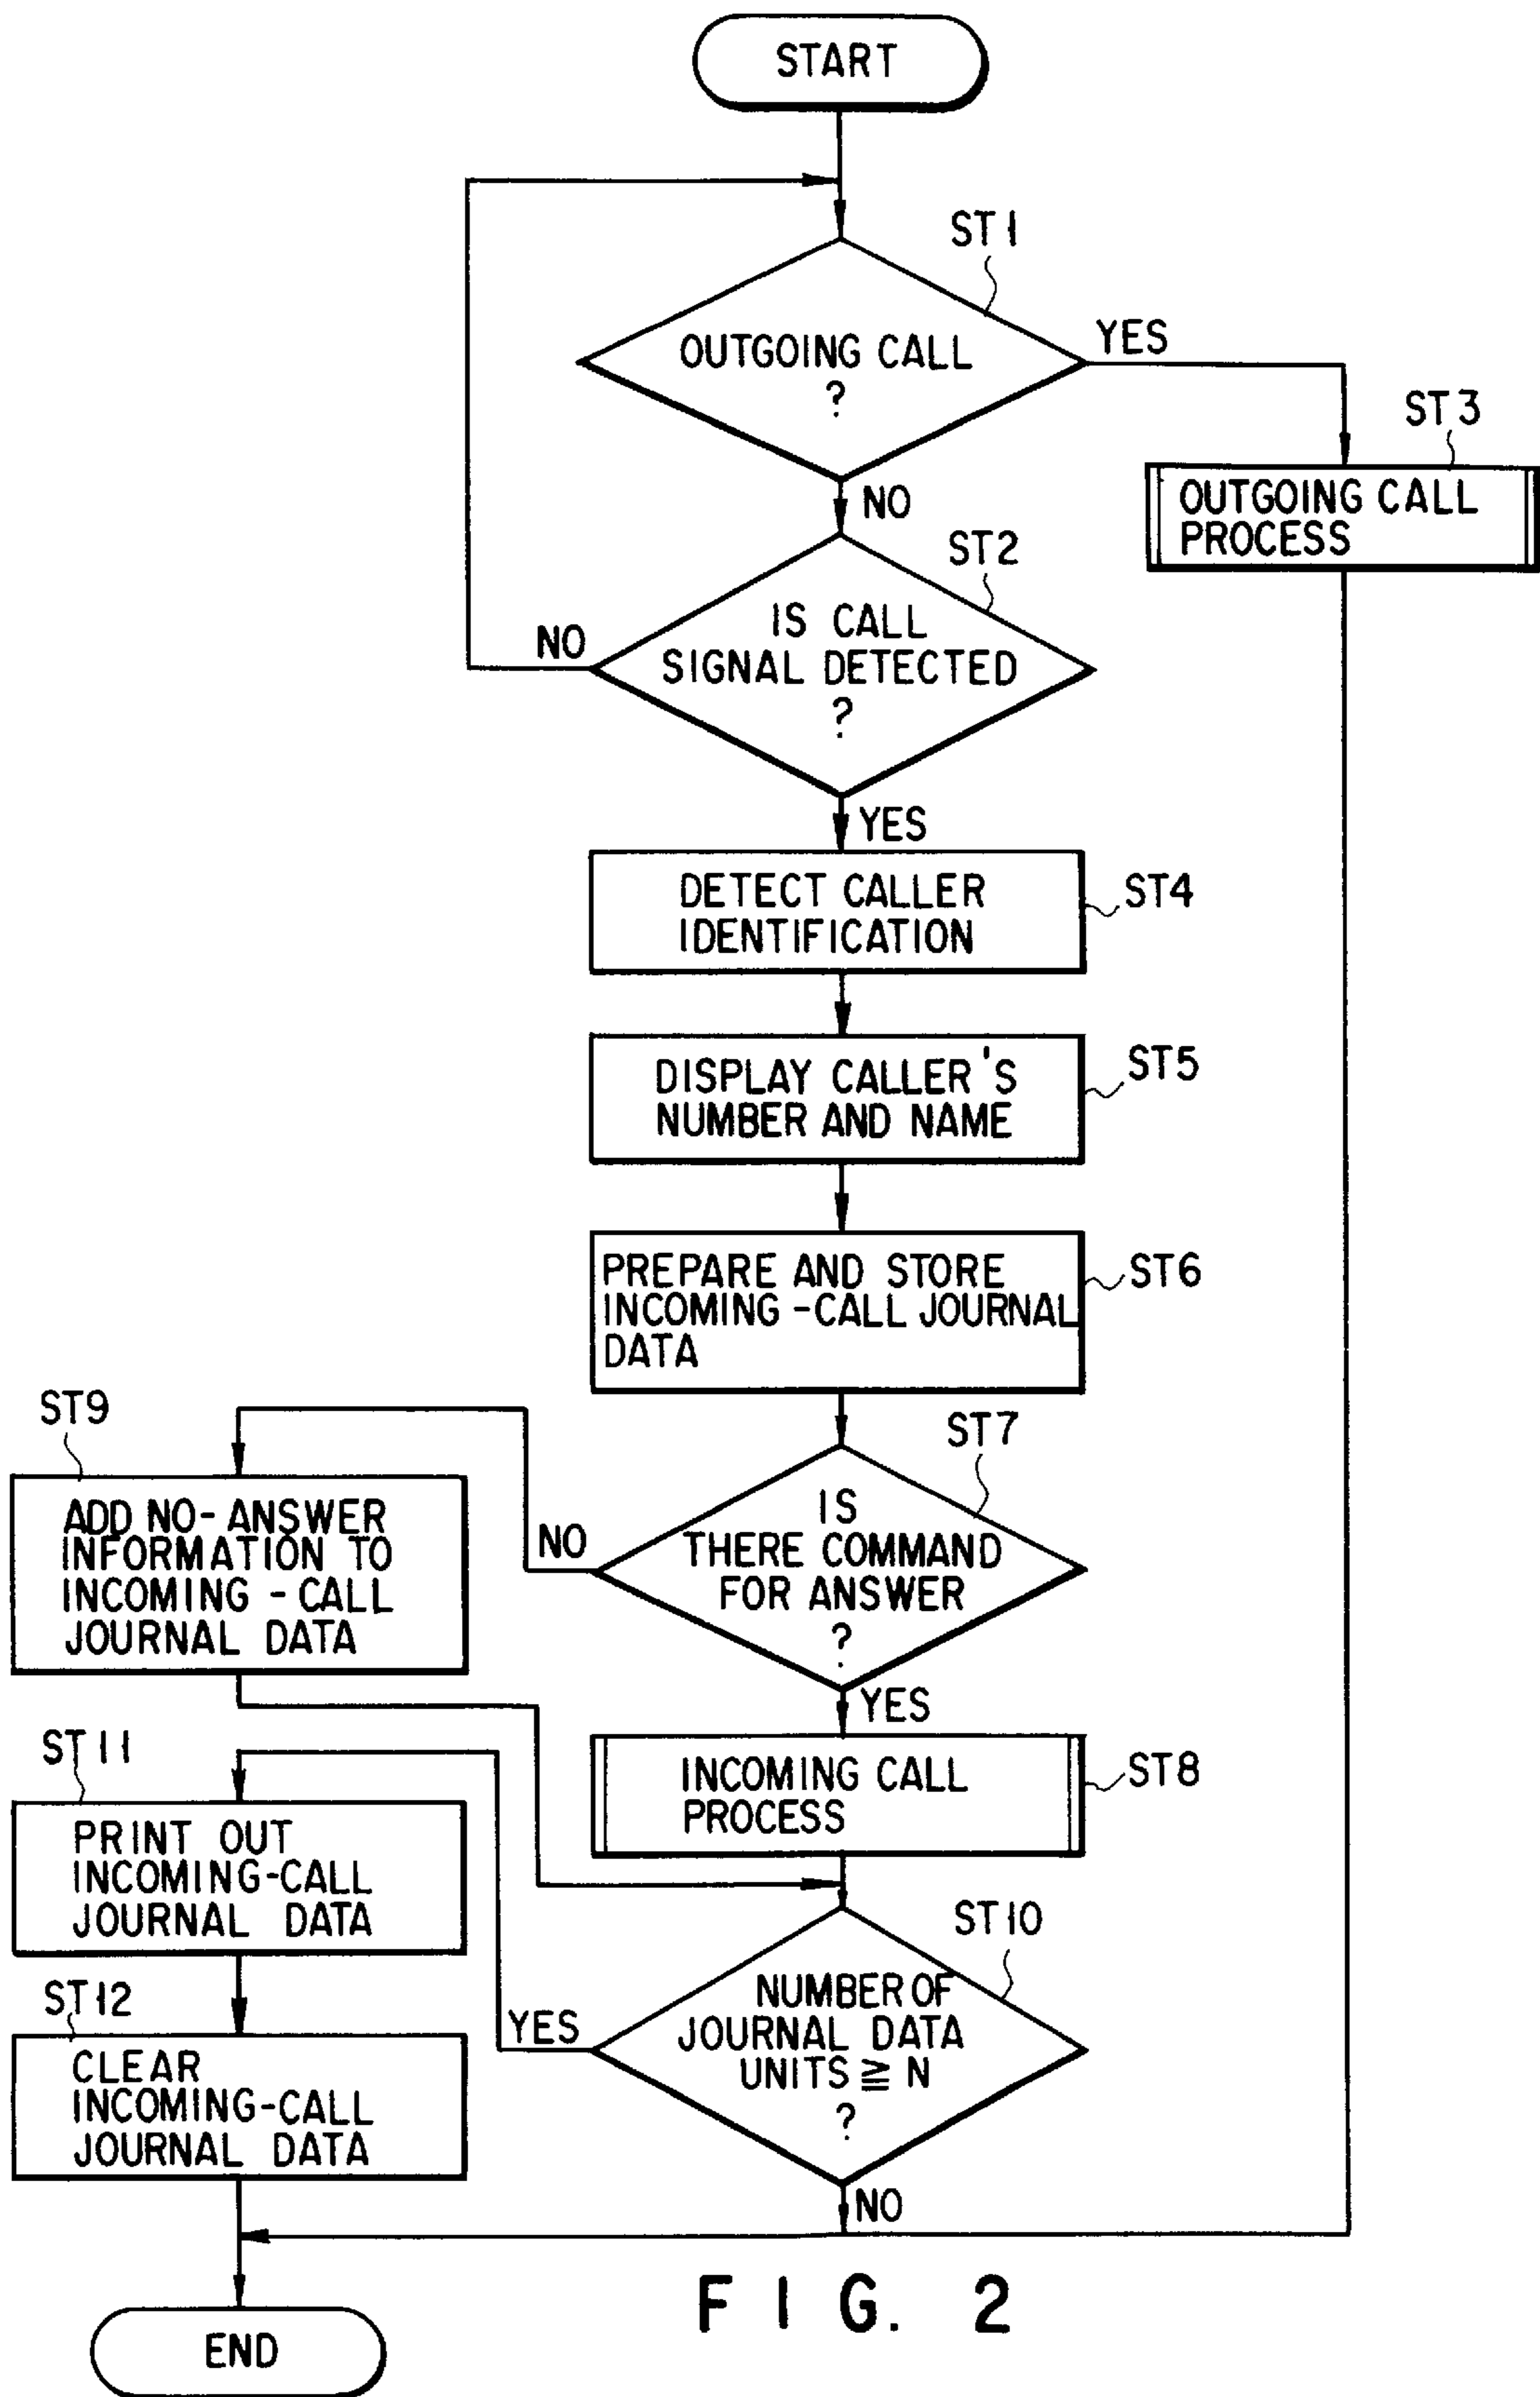 START
ST1
OUTGOING CALL
?
YES
NO
ST3
OUTGOING CALL
PROCESS
ST2
IS CALL
SIGNAL DETECTED
?
NO
YES
DETECT CALLER
IDENTIFICATION
ST4
DISPLAY CALLER'S
NUMBER AND NAME
ST5
PREPARE AND STORE
INCOMING-CALL JOURNAL
DATA
ST6
ST7
IS
THERE COMMAND
FOR ANSWER
?
NO
YES
ST9
ADD NO-ANSWER
INFORMATION TO
INCOMING-CALL
JOURNAL DATA
INCOMING CALL
PROCESS
ST8
ST10
NUMBER OF
JOURNAL DATA
UNITS ≧ N
?
YES
NO
ST11
PRINT OUT
INCOMING-CALL
JOURNAL DATA
ST12
CLEAR
INCOMING-CALL
JOURNAL DATA
END
FIG. 2